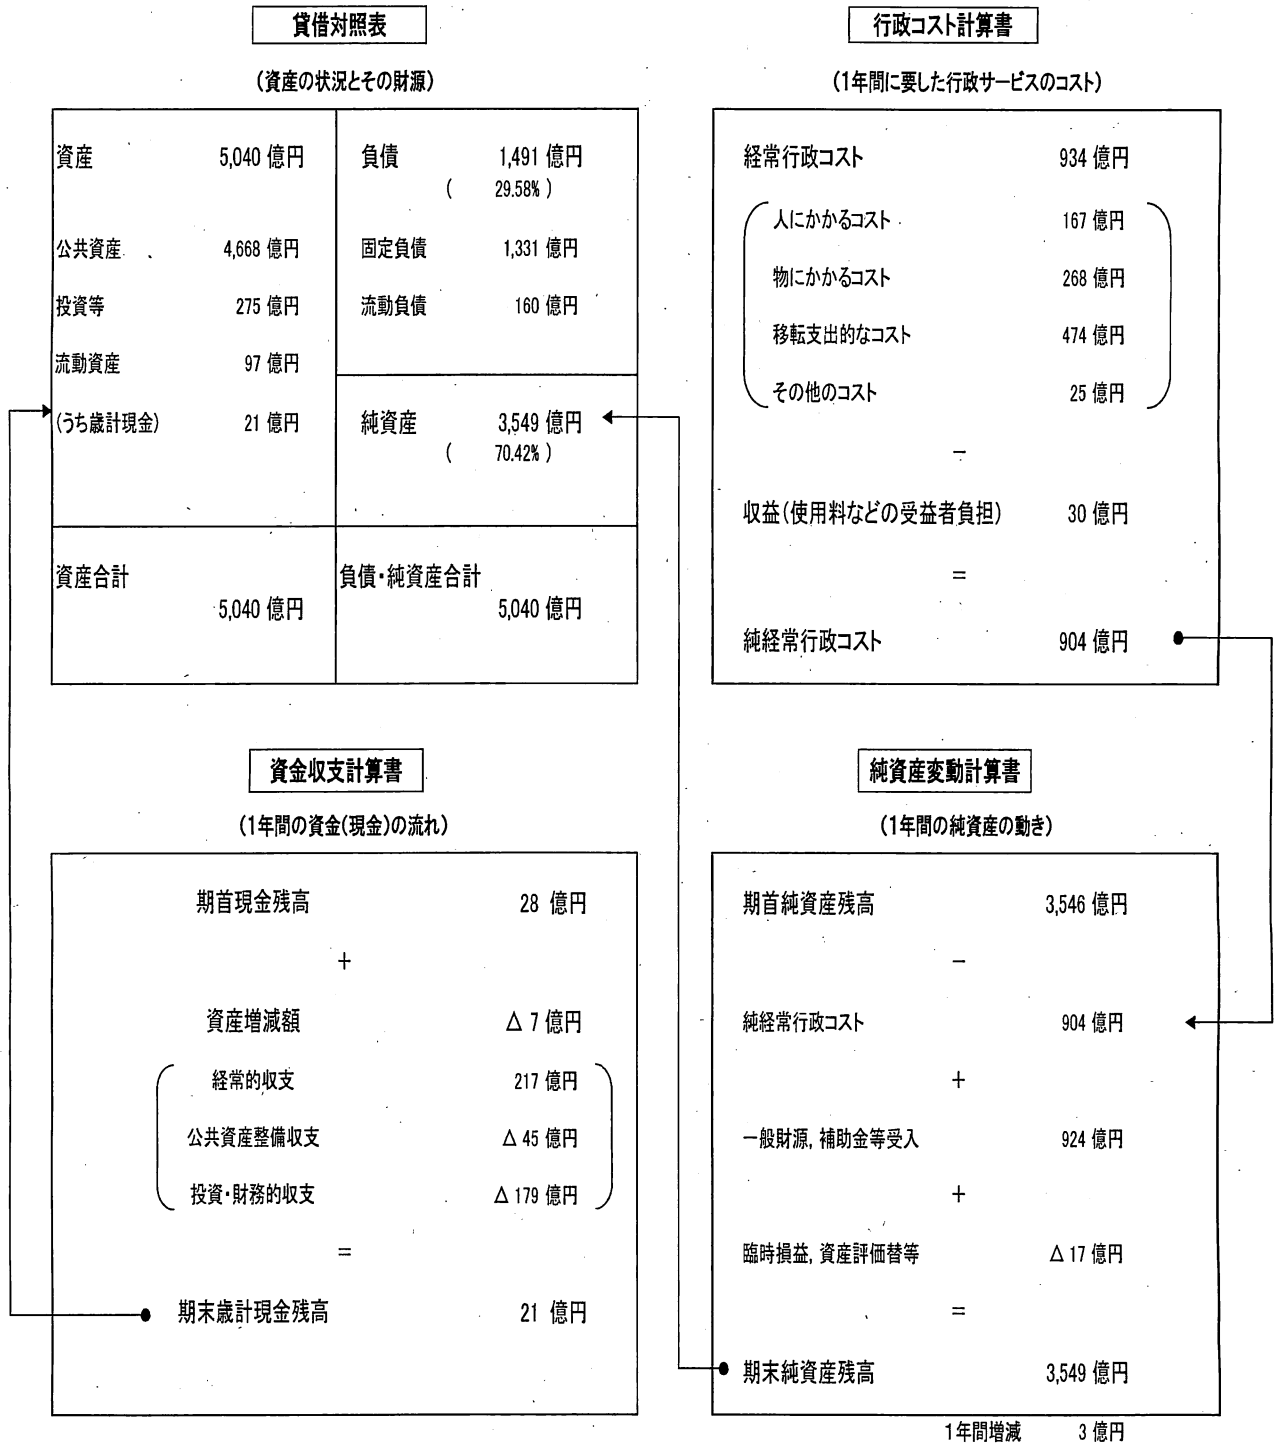 貸借対照表
(資産の状況とその財源)
資産 5,040 億円
公共資産 4,668 億円
投資等 275 億円
流動資産 97 億円
(うち歳計現金) 21 億円
負債 1,491 億円
( 29.58% )
固定負債 1,331 億円
流動負債 160 億円
純資産 3,549 億円
( 70.42% )
資産合計
5,040 億円
負債・純資産合計
5,040 億円
行政コスト計算書
(1年間に要した行政サービスのコスト)
経常行政コスト 934 億円
人にかかるコスト 167 億円
物にかかるコスト 268 億円
移転支出的なコスト 474 億円
その他のコスト 25 億円
−
収益(使用料などの受益者負担) 30 億円
=
純経常行政コスト 904 億円
資金収支計算書
(1年間の資金(現金)の流れ)
期首現金残高 28 億円
+
資産増減額 △ 7 億円
経常的収支 217 億円
公共資産整備収支 △ 45 億円
投資・財務的収支 △ 179 億円
=
期末歳計現金残高 21 億円
純資産変動計算書
(1年間の純資産の動き)
期首純資産残高 3,546 億円
−
純経常行政コスト 904 億円
+
一般財源, 補助金等受入 924 億円
+
臨時損益, 資産評価替等 △ 17 億円
=
期末純資産残高 3,549 億円
1年間増減 3 億円